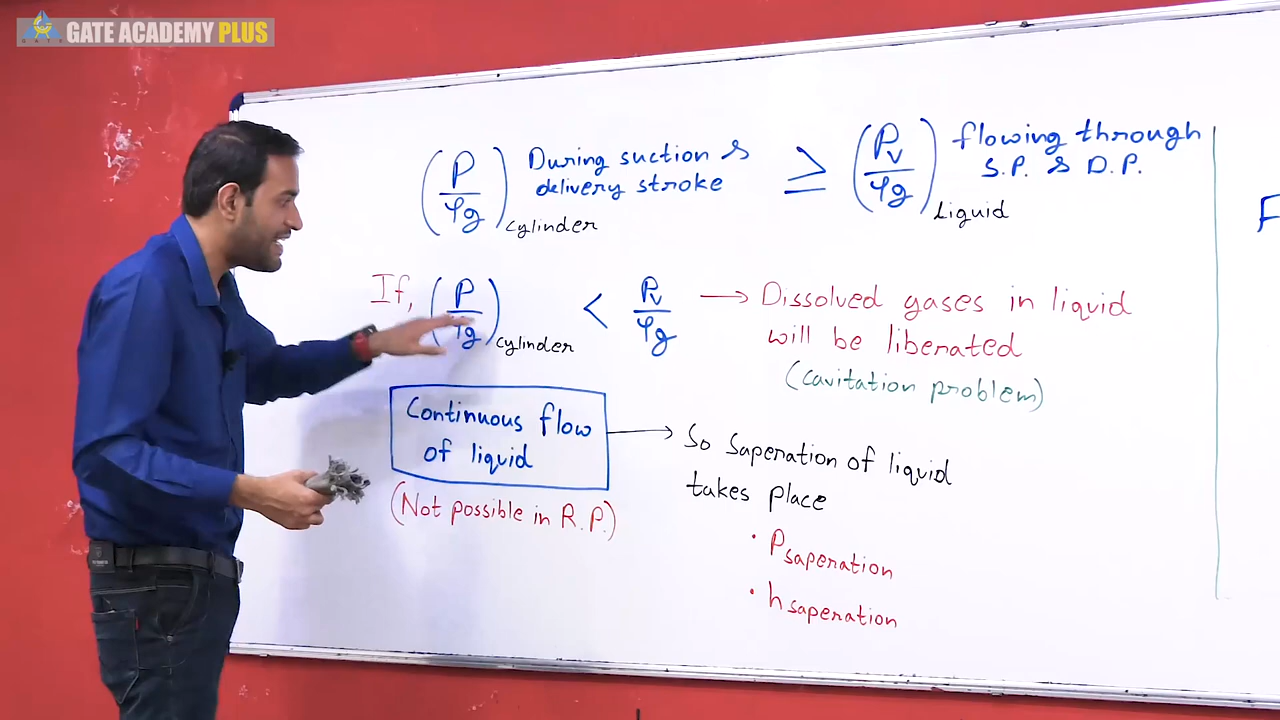 GATE ACADEMY PLUS
GATE
(P/ρg)cylinder During suction & delivery stroke ≥ (Pv/ρg)Liquid flowing through S.P. & D.P.
If, (P/ρg)cylinder < Pv/ρg → Dissolved gases in liquid
will be liberated
(cavitation problem)
Continuous flow
of liquid
(Not possible in R.P.)
→ So Saperation of liquid
takes place
• Psaperation
• hsaperation
F